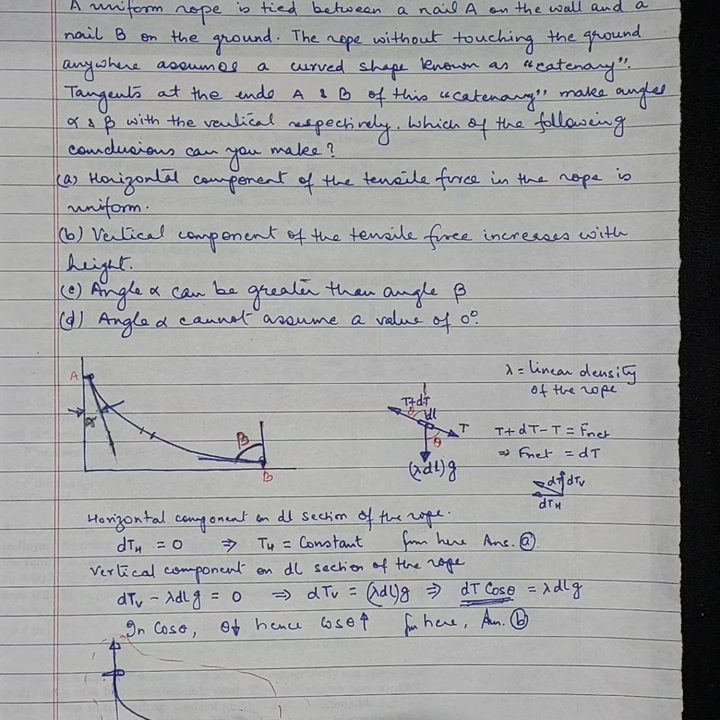 A uniform rope is tied between a nail A on the wall and a
nail B on the ground. The rope without touching the ground
anywhere assumes a curved shape known as "catenary".
Tangents at the ends A & B of this "catenary" make angles
α & β with the vertical respectively. Which of the following
conclusions can you make?
(a) Horizontal component of the tensile force in the rope is
uniform.
(b) Vertical component of the tensile force increases with
height.
(c) Angle α can be greater than angle β
(d) Angle α cannot assume a value of 0°.
λ = linear density
of the rope
A
α
β
B
T+dT
θ
dl
T
θ
(λdl)g
T + dT - T = Fnet
⇒ Fnet = dT
dT
dTv
dTH
Horizontal component on dl section of the rope.
dTH = 0 ⇒ TH = Constant from here Ans. (a)
Vertical component on dl section of the rope
dTv - λdlg = 0 ⇒ dTv = (λdl)g ⇒ dT Cosθ = λdlg
In Cosθ, θ↓ hence Cosθ↑ from here, Ans. (b)